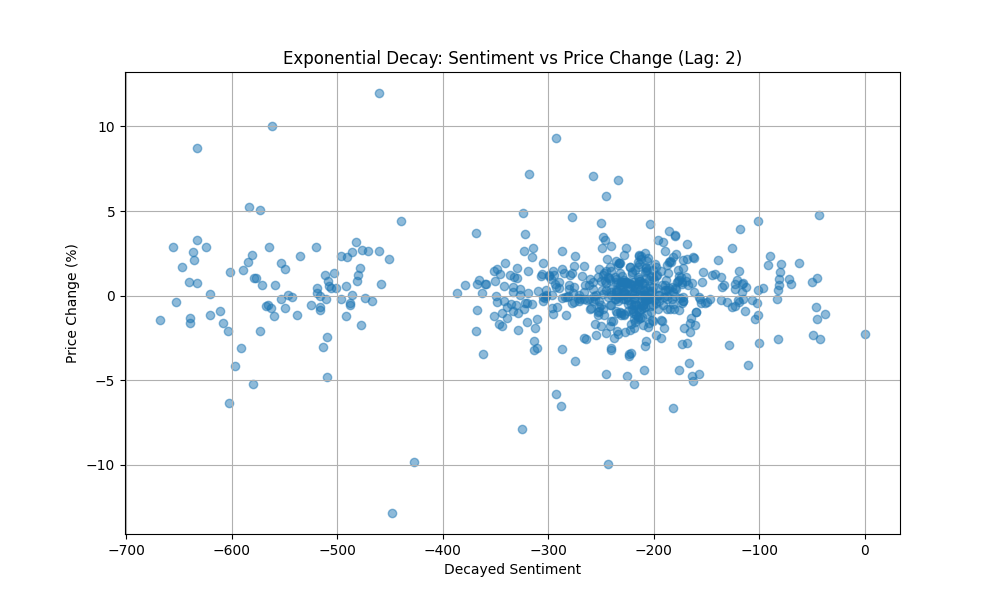 Exponential Decay: Sentiment vs Price Change (Lag: 2)
Price Change (%)
10
5
0
−5
−10
−700 −600 −500 −400 −300 −200 −100 0
Decayed Sentiment